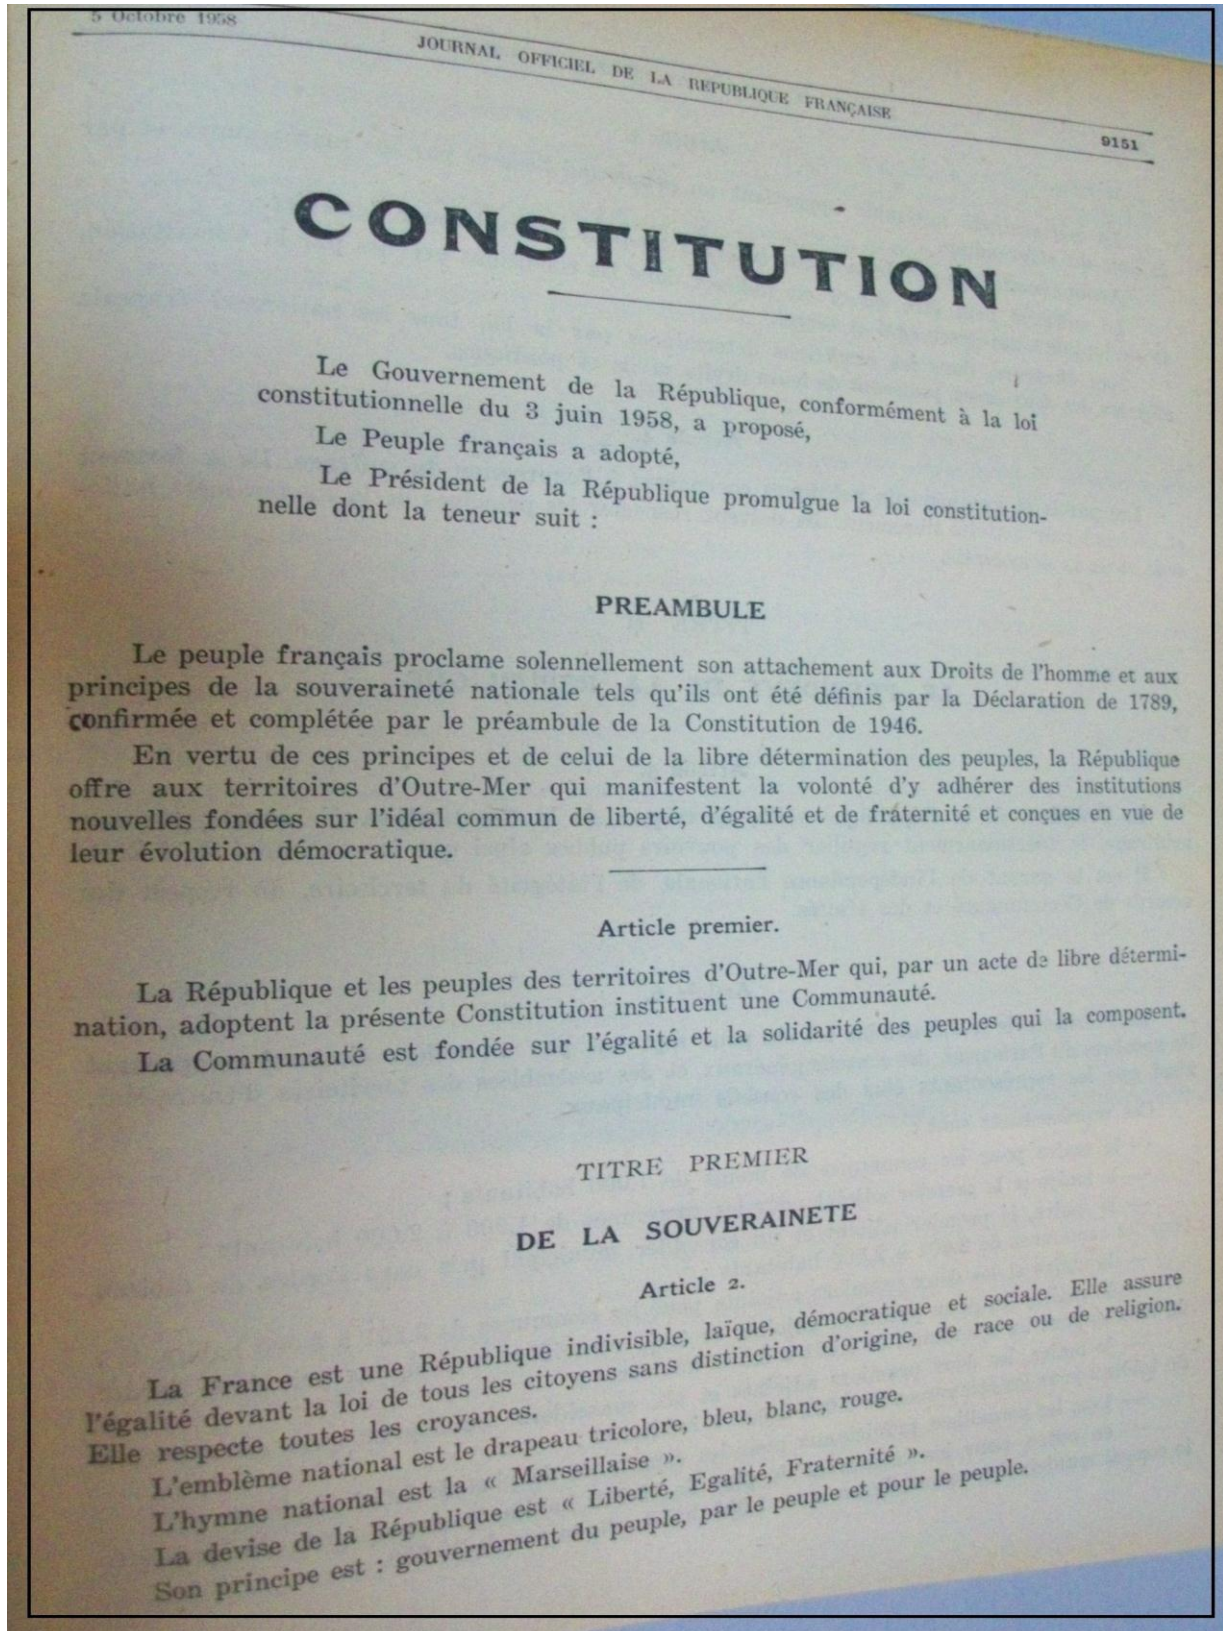 5 Octobre 1958
JOURNAL OFFICIEL DE LA REPUBLIQUE FRANÇAISE
9151
CONSTITUTION
Le Gouvernement de la République, conformément à la loi
constitutionnelle du 3 juin 1958, a proposé,
Le Peuple français a adopté,
Le Président de la République promulgue la loi constitution-
nelle dont la teneur suit :
PREAMBULE
Le peuple français proclame solennellement son attachement aux Droits de l'homme et aux
principes de la souveraineté nationale tels qu'ils ont été définis par la Déclaration de 1789,
confirmée et complétée par le préambule de la Constitution de 1946.
En vertu de ces principes et de celui de la libre détermination des peuples, la République
offre aux territoires d'Outre-Mer qui manifestent la volonté d'y adhérer des institutions
nouvelles fondées sur l'idéal commun de liberté, d'égalité et de fraternité et conçues en vue de
leur évolution démocratique.
Article premier.
La République et les peuples des territoires d'Outre-Mer qui, par un acte de libre détermi-
nation, adoptent la présente Constitution instituent une Communauté.
La Communauté est fondée sur l'égalité et la solidarité des peuples qui la composent.
TITRE PREMIER
DE LA SOUVERAINETE
Article 2.
La France est une République indivisible, laïque, démocratique et sociale. Elle assure
l'égalité devant la loi de tous les citoyens sans distinction d'origine, de race ou de religion.
Elle respecte toutes les croyances.
L'emblème national est le drapeau tricolore, bleu, blanc, rouge.
L'hymne national est la « Marseillaise ».
La devise de la République est « Liberté, Egalité, Fraternité ».
Son principe est : gouvernement du peuple, par le peuple et pour le peuple.